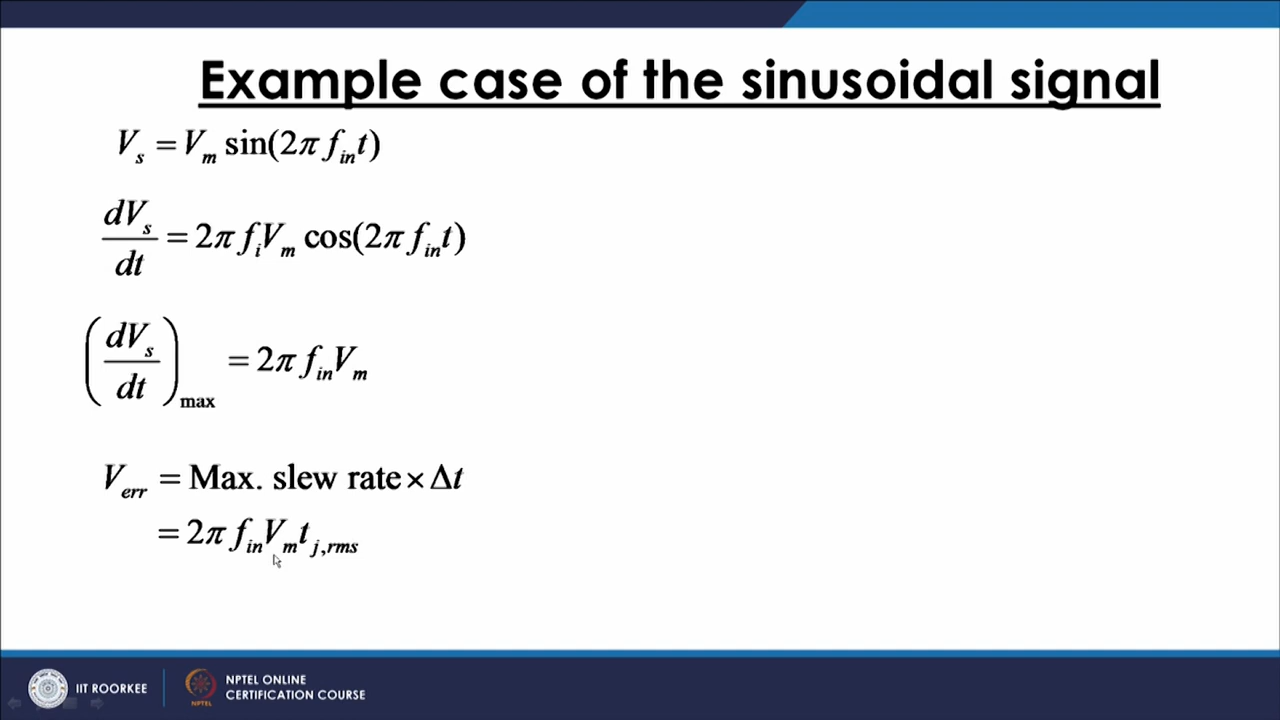 Example case of the sinusoidal signal
V_s = V_m sin(2π f_in t)
dV_s/dt = 2π f_i V_m cos(2π f_in t)
(dV_s/dt)_max = 2π f_in V_m
V_err = Max. slew rate × Δt
= 2π f_in V_m t_j,rms
IIT ROORKEE
NPTEL
NPTEL ONLINE
CERTIFICATION COURSE